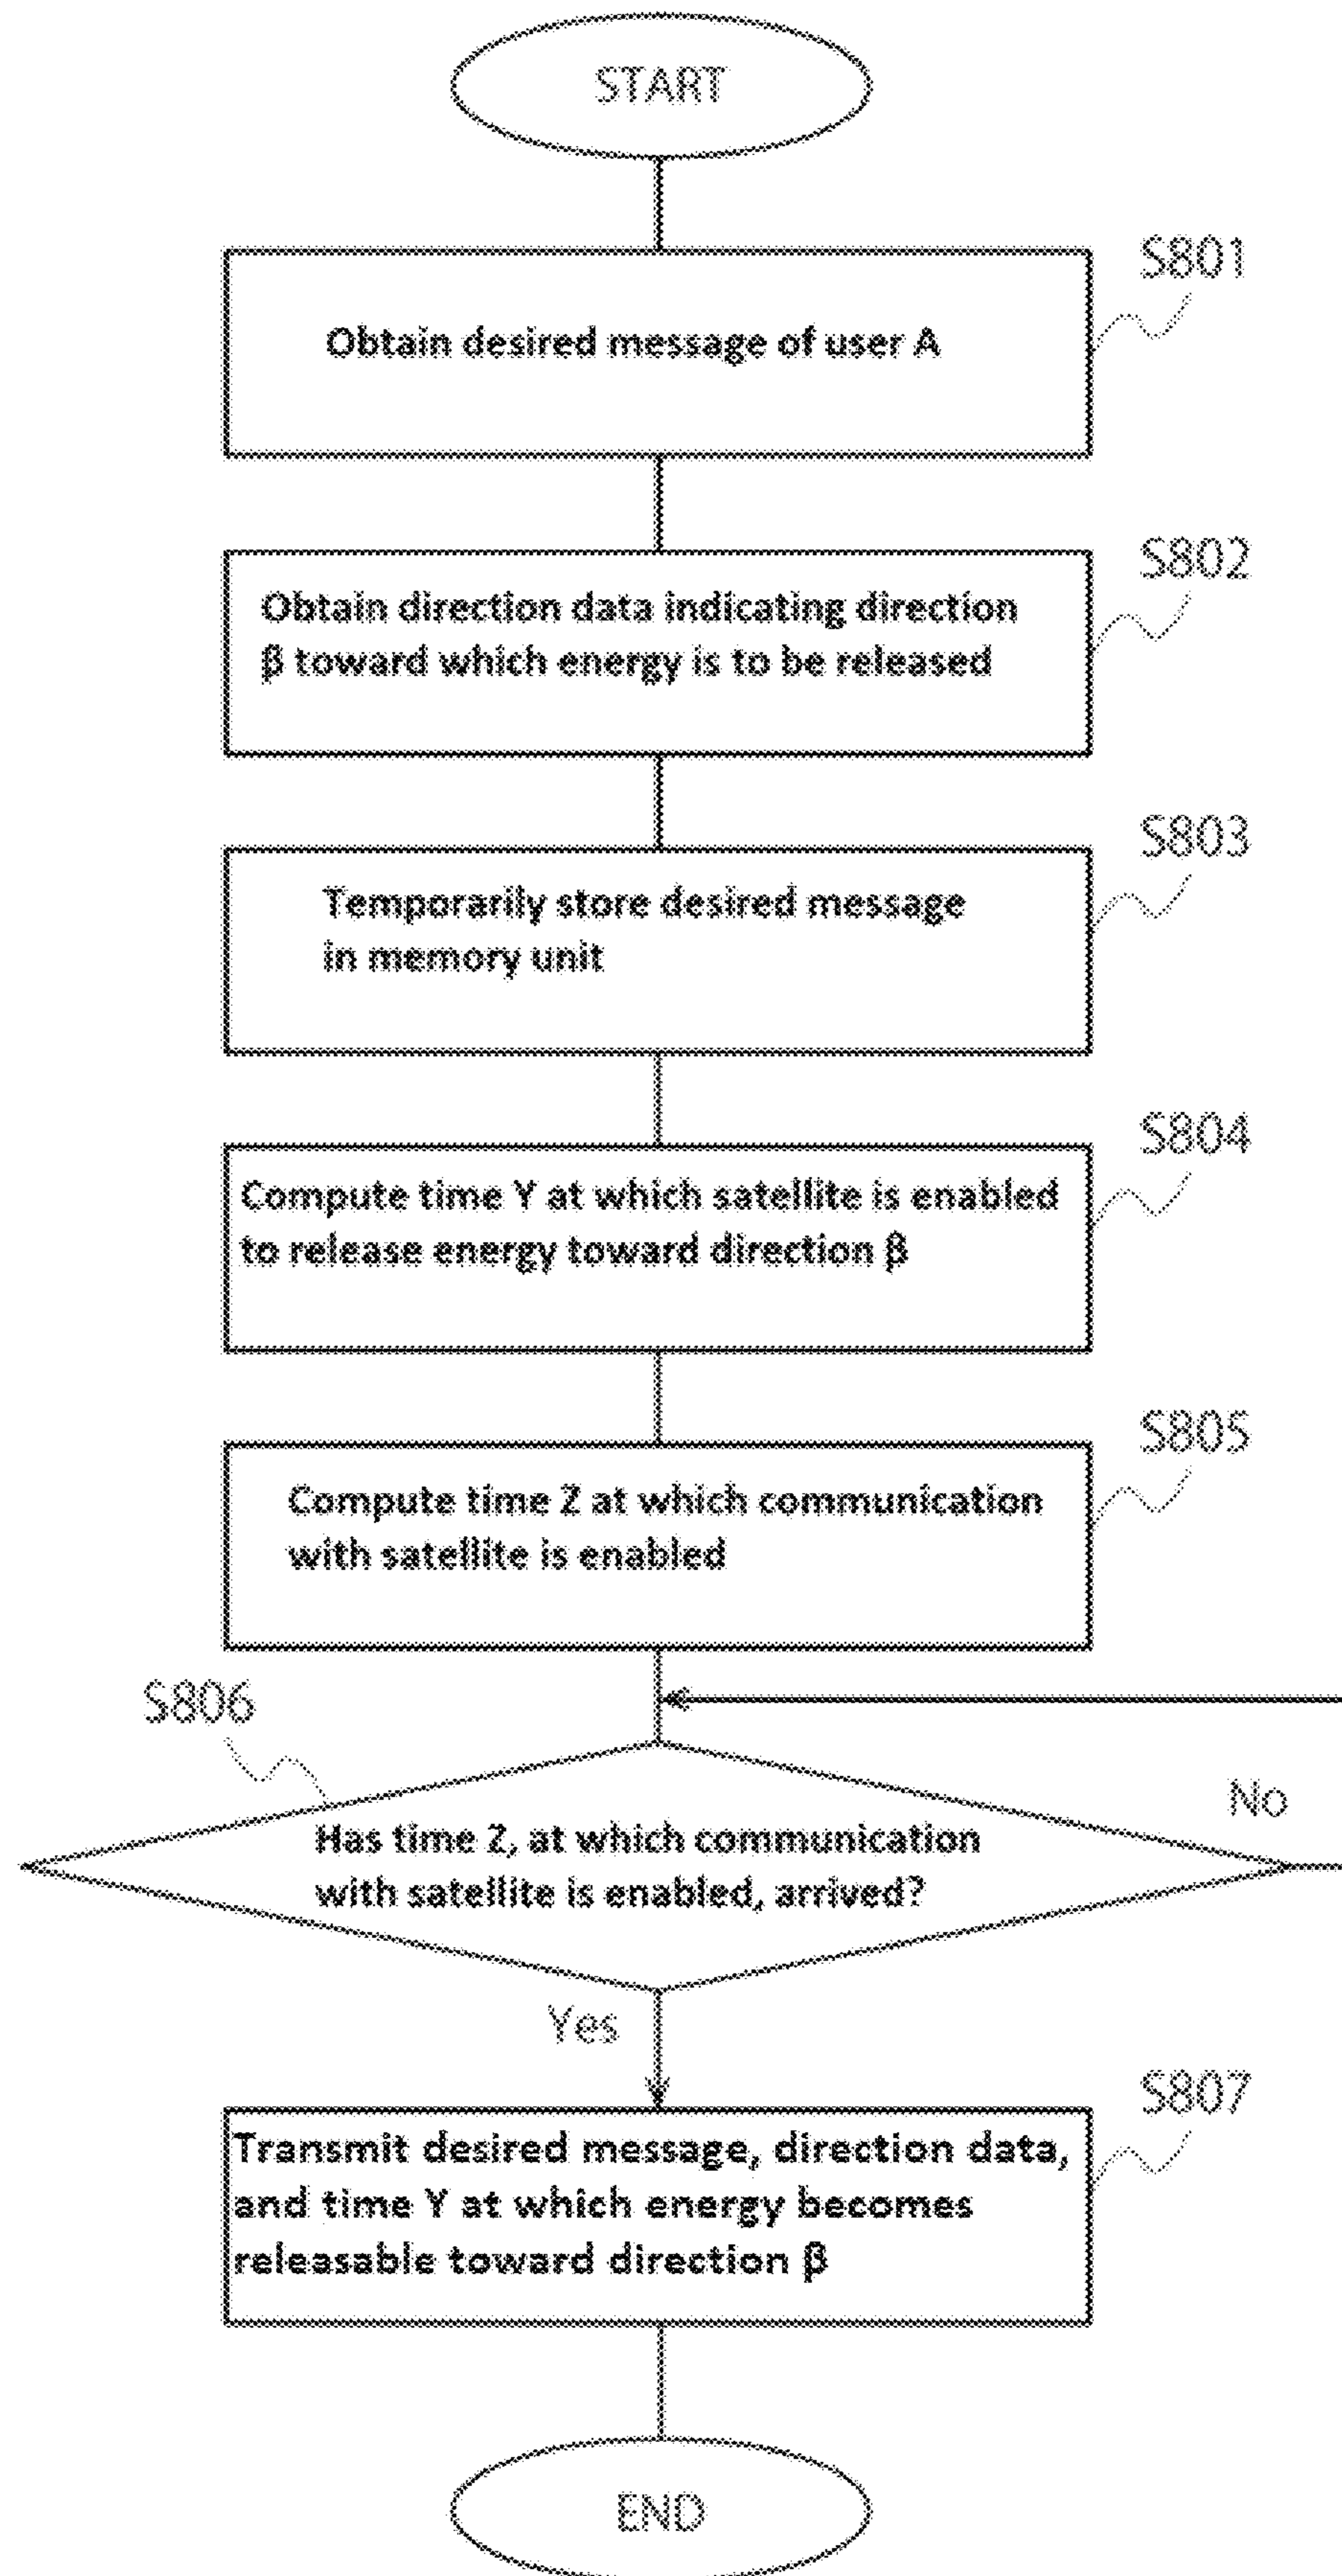 START
S801
Obtain desired message of user A
S802
Obtain direction data indicating direction
β toward which energy is to be released
S803
Temporarily store desired message
in memory unit
S804
Compute time Y at which satellite is enabled
to release energy toward direction β
S805
Compute time Z at which communication
with satellite is enabled
S806
No
Has time Z, at which communication
with satellite is enabled, arrived?
Yes
S807
Transmit desired message, direction data,
and time Y at which energy becomes
releasable toward direction β
END